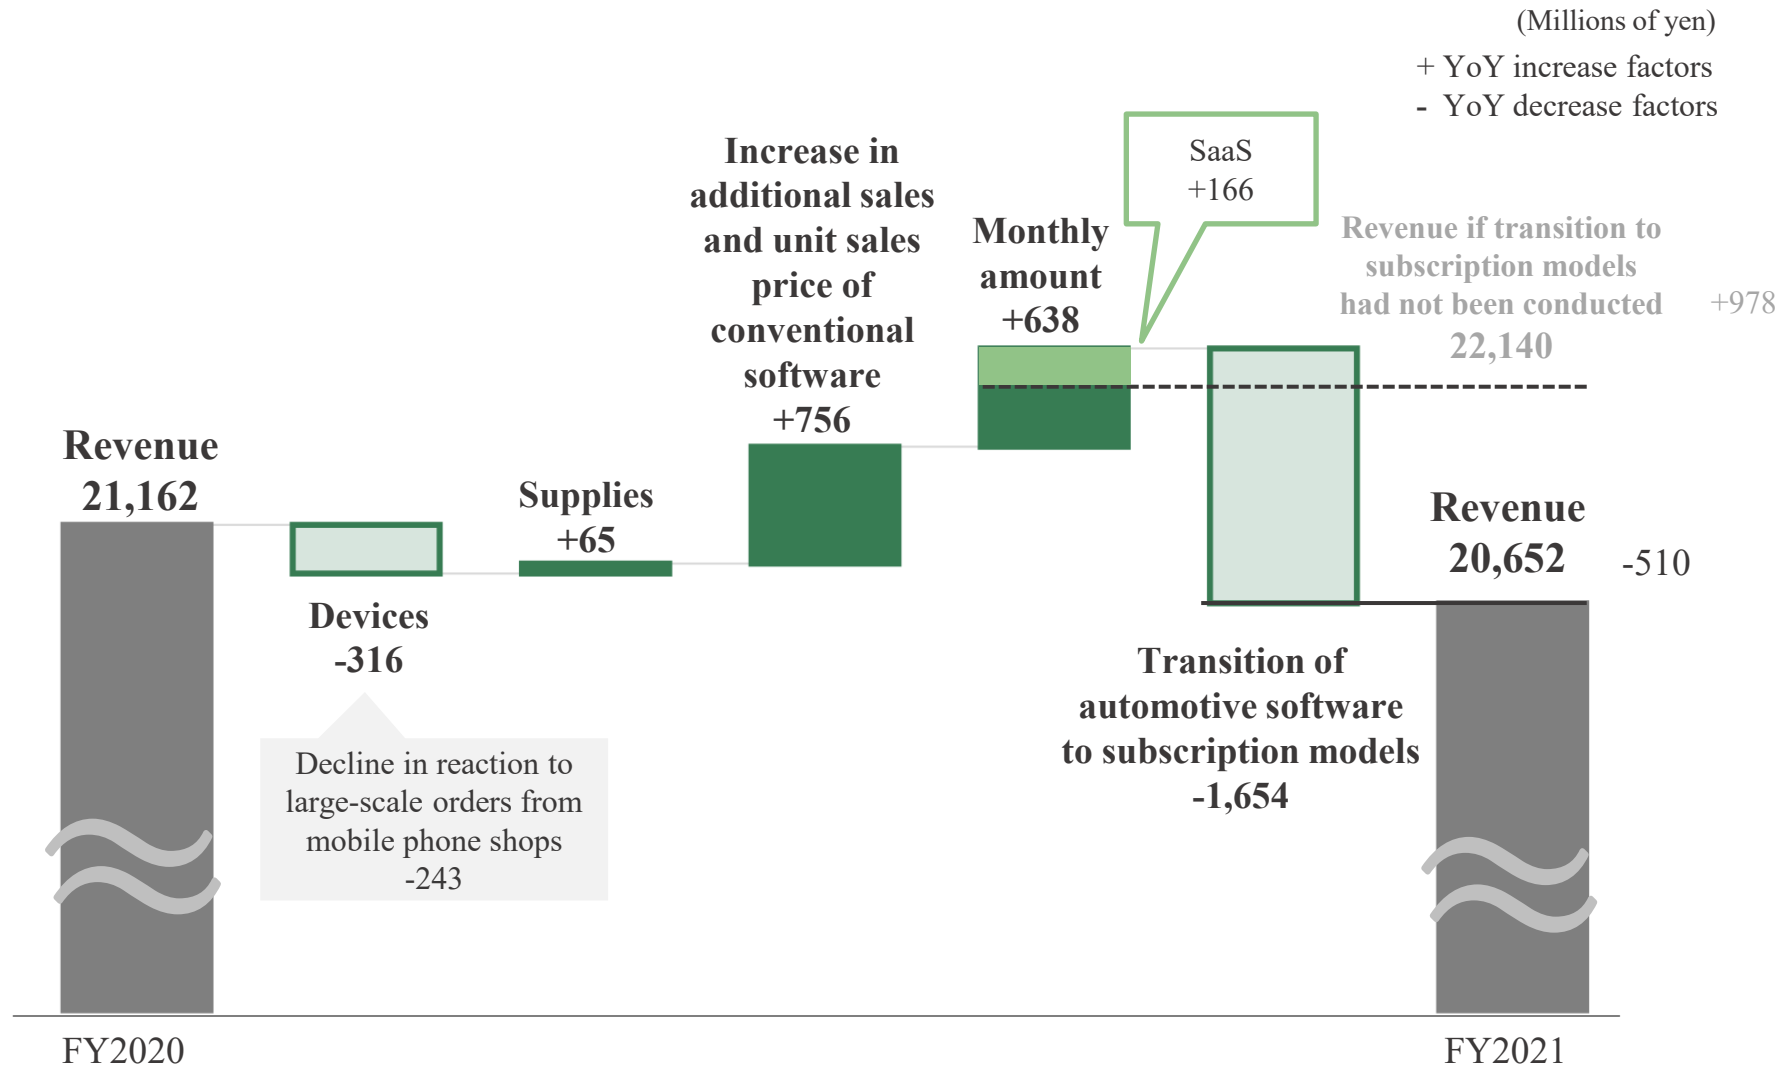 (Millions of yen)
+ YoY increase factors
- YoY decrease factors
Revenue
21,162
Devices
-316
Decline in reaction to
large-scale orders from
mobile phone shops
-243
Supplies
+65
Increase in
additional sales
and unit sales
price of
conventional
software
+756
Monthly
amount
+638
SaaS
+166
Revenue if transition to
subscription models
had not been conducted
22,140
+978
Transition of
automotive software
to subscription models
-1,654
Revenue
20,652
-510
FY2020
FY2021